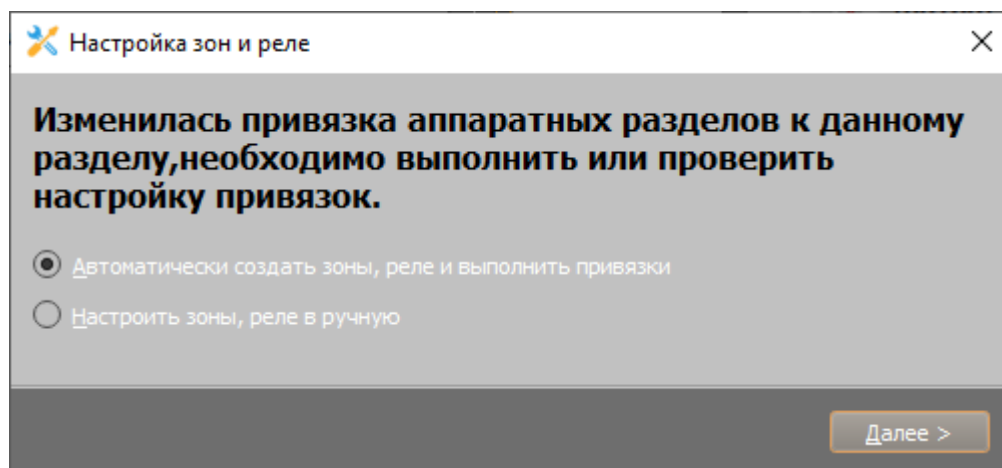 Настройка зон и реле
Изменилась привязка аппаратных разделов к данному
разделу,необходимо выполнить или проверить
настройку привязок.
Автоматически создать зоны, реле и выполнить привязки
Настроить зоны, реле в ручную
Далее >